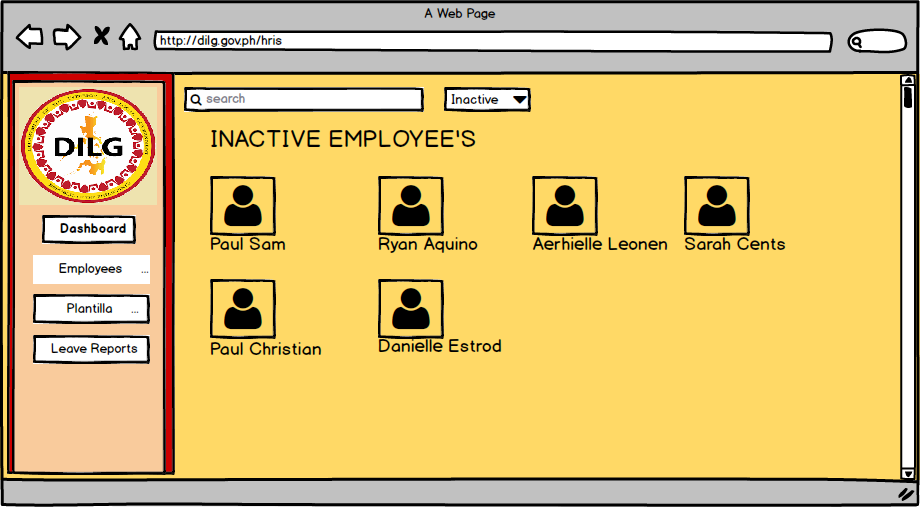 A Web Page
http://dilg.gov.ph/hris
search
Inactive
INACTIVE EMPLOYEE'S
DILG
Dashboard
Employees ...
Plantilla ...
Leave Reports
Paul Sam
Ryan Aquino
Aerhielle Leonen
Sarah Cents
Paul Christian
Danielle Estrod